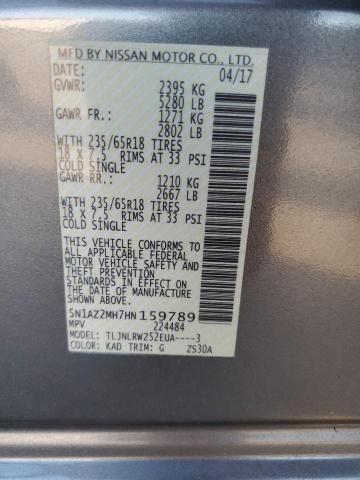 MFD BY NISSAN MOTOR CO., LTD.
DATE: 04/17
GVWR: 2395 KG
5280 LB
GAWR FR.: 1271 KG
2802 LB
WITH 235/65R18 TIRES
18 X 7.5 RIMS AT 33 PSI
COLD SINGLE
GAWR RR.: 1210 KG
2667 LB
WITH 235/65R18 TIRES
18 X 7.5 RIMS AT 33 PSI
COLD SINGLE
THIS VEHICLE CONFORMS TO
ALL APPLICABLE FEDERAL
MOTOR VEHICLE SAFETY
AND THEFT PREVENTION
STANDARDS IN EFFECT ON
THE DATE OF MANUFACTURE
SHOWN ABOVE.
5N1AZ2MH7HN159789
MPV 224484
MODEL: TLJNLRWZ52EUA----3
COLOR: KAD TRIM: G ZS30A